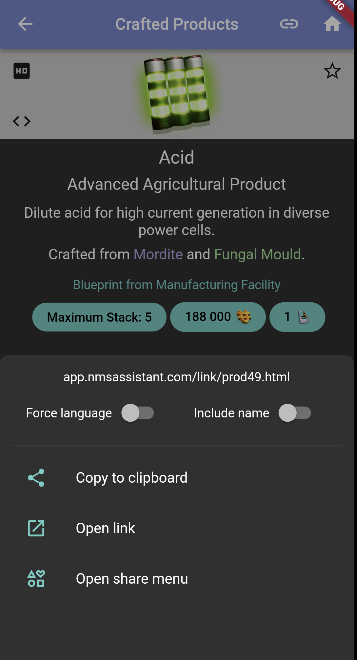 Crafted Products
UG
HD
Acid
Advanced Agricultural Product
Dilute acid for high current generation in diverse
power cells.
Crafted from Mordite and Fungal Mould.
Blueprint from Manufacturing Facility
Maximum Stack: 5 188 000 1
app.nmsassistant.com/link/prod49.html
Force language Include name
Copy to clipboard
Open link
Open share menu